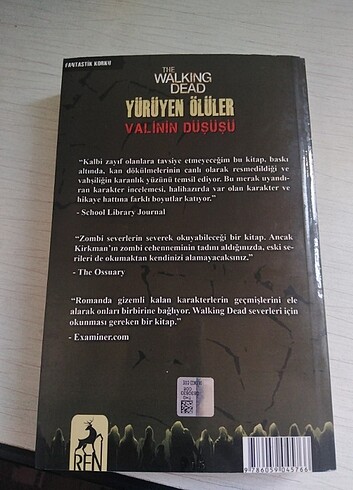 FANTASTİK KORKU
THE
WALKING
DEAD
YÜRÜYEN ÖLÜLER
VALİNİN DÜŞÜŞÜ
“Kalbi zayıf olanlara tavsiye etmeyeceğim bu kitap, baskı
altında, kan dökülmelerinin canlı olarak resmedildiği ve
vahşiliğin karanlık yüzünü temsil ediyor. Bu merak uyandı-
ran karakter incelemesi, halihazırda var olan karakter ve
hikaye hattına farklı boyutlar katıyor.”
- School Library Journal
“Zombi severlerin severek okuyabileceği bir kitap. Ancak
Kirkman’ın zombi cehenneminin tadını aldığınızda, eski se-
rileri de okumaktan kendinizi alamayacaksınız.”
- The Ossuary
“Romanda gizemli kalan karakterlerin geçmişlerini ele
alarak onları birbirine bağlıyor. Walking Dead severleri için
okunması gereken bir kitap.”
- Examiner.com
REN